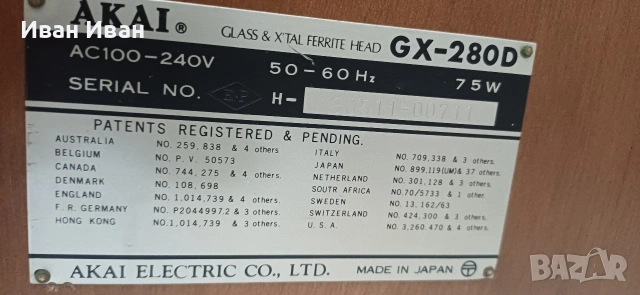 Иван Иван
AKAI® GLASS & X'TAL FERRITE HEAD GX-280D
AC100-240V 50-60Hz 75W
SERIAL NO. H-
PATENTS REGISTERED & PENDING.
AUSTRALIA NO. 259,838 & 4 others.
BELGIUM NO. P. V. 50573
CANADA NO. 744,275 & 4 others.
DENMARK NO. 108,698
ENGLAND NO. 1,014,739 & 3 others.
F. R. GERMANY NO. P2044997.2 & 3 others.
HONG KONG NO. 1,014,739 & 3 others.
ITALY NO. 709,338 & 3 others.
JAPAN NO. 899,119(UM)& 37 others.
NETHERLAND NO. 301,128 & 3 others.
SOUTH AFRICA NO. 70/5733 & 1 other
SWEDEN NO. 13,162/63
SWITZERLAND NO. 424,300 & 3 others.
U. S. A. NO. 3,260,470 & 4 others.
AKAI ELECTRIC CO., LTD. MADE IN JAPAN
BAZAR